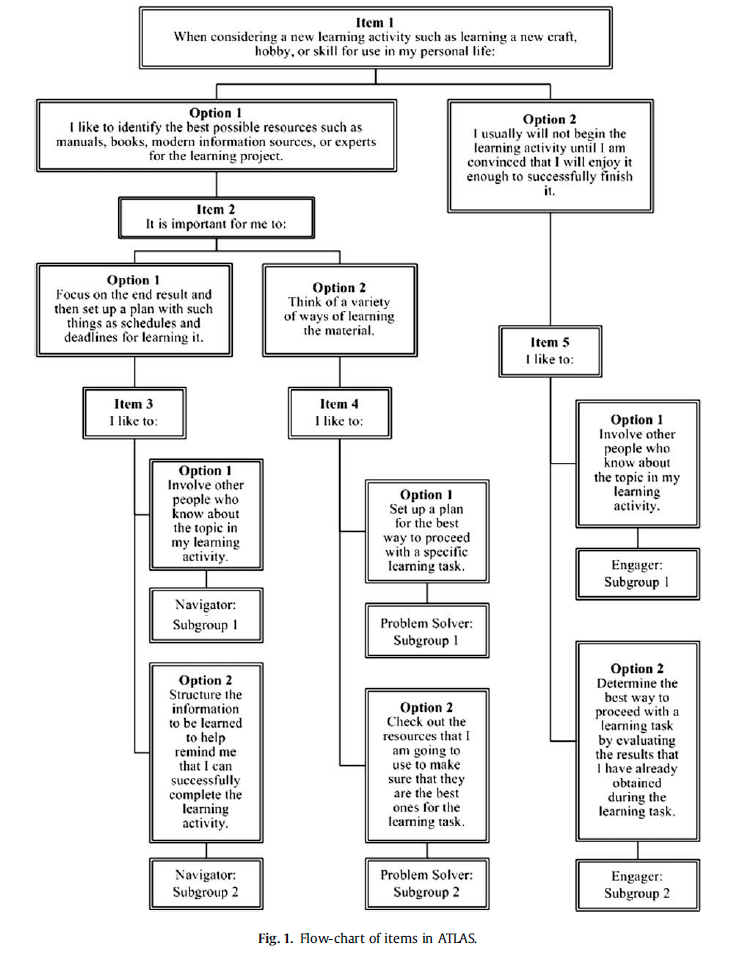 Item 1
When considering a new learning activity such as learning a new craft,
hobby, or skill for use in my personal life:
Option 1
I like to identify the best possible resources such as
manuals, books, modern information sources, or experts
for the learning project.
Option 2
I usually will not begin the
learning activity until I am
convinced that I will enjoy it
enough to successfully finish
it.
Item 2
It is important for me to:
Option 1
Focus on the end result and
then set up a plan with such
things as schedules and
deadlines for learning it.
Option 2
Think of a variety
of ways of learning
the material.
Item 5
I like to:
Item 3
I like to:
Item 4
I like to:
Option 1
Involve other
people who
know about
the topic in my
learning
activity.
Option 1
Involve other
people who
know about
the topic in
my learning
activity.
Option 1
Set up a plan
for the best
way to proceed
with a specific
learning task.
Engager:
Subgroup 1
Navigator:
Subgroup 1
Problem Solver:
Subgroup 1
Option 2
Structure the
information
to be learned
to help
remind me
that I can
successfully
complete the
learning
activity.
Option 2
Check out the
resources that I
am going to
use to make
sure that they
are the best
ones for the
learning task.
Option 2
Determine the
best way to
proceed with a
learning task
by evaluating
the results that
I have already
obtained
during the
learning task.
Navigator:
Subgroup 2
Problem Solver:
Subgroup 2
Engager:
Subgroup 2
Fig. 1. Flow-chart of items in ATLAS.